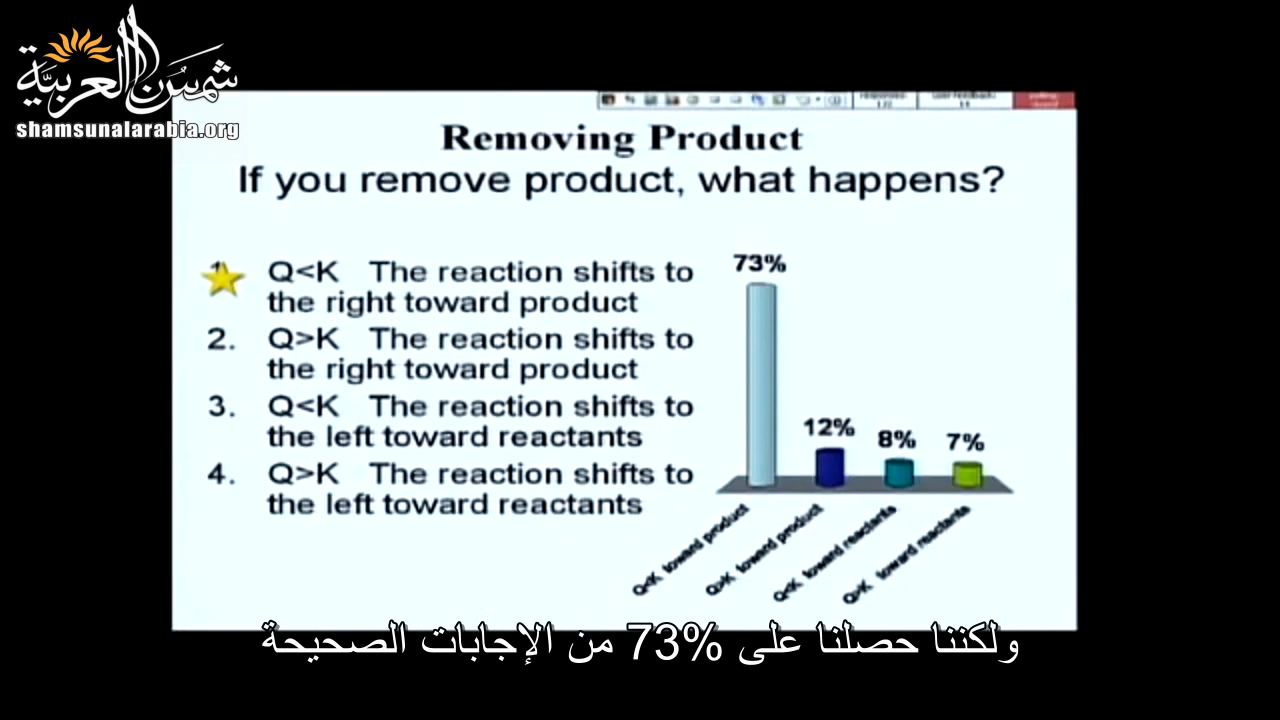 شمس العربية
shamsunalarabia.org
Removing Product
If you remove product, what happens?
Q<K The reaction shifts to
the right toward product
2. Q>K The reaction shifts to
the right toward product
3. Q<K The reaction shifts to
the left toward reactants
4. Q>K The reaction shifts to
the left toward reactants
73%
12%
8%
7%
Q<K toward product
Q>K toward product
Q<K toward reactants
Q>K toward reactants
ولكننا حصلنا على 73% من الإجابات الصحيحة